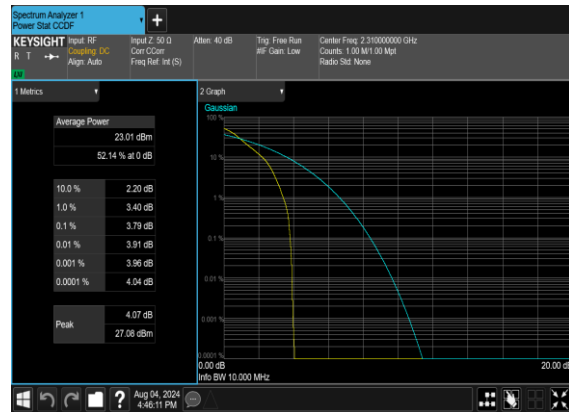 Spectrum Analyzer 1
Power Stat CCDF
+
KEYSIGHT
R T
LXI
Input: RF
Coupling: DC
Align: Auto
Input Z: 50 Ω
Corr CCorr
Freq Ref: Int (S)
Atten: 40 dB
Trig: Free Run
#IF Gain: Low
Center Freq: 2.310000000 GHz
Counts: 1.00 M/1.00 Mpt
Radio Std: None
1 Metrics
Average Power
23.01 dBm
52.14 % at 0 dB
10.0 % 2.20 dB
1.0 % 3.40 dB
0.1 % 3.79 dB
0.01 % 3.91 dB
0.001 % 3.96 dB
0.0001 % 4.04 dB
Peak
4.07 dB
27.08 dBm
2 Graph
Gaussian
100 %
10 %
1 %
0.1 %
0.01 %
0.001 %
0.0001 %
0.00 dB
20.00 dB
Info BW 10.000 MHz
?
Aug 04, 2024
4:46:11 PM